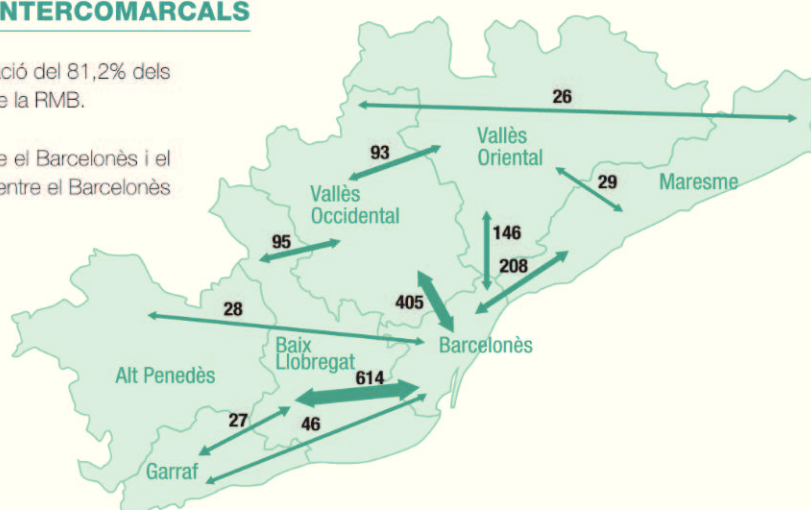 INTERCOMARCALS
ació del 81,2% dels
e la RMB.
e el Barcelonès i el
entre el Barcelonès
26
Vallès
Oriental
93
29
Maresme
Vallès
Occidental
146
95
208
405
28
Baix
Llobregat
Barcelonès
Alt Penedès
614
27
46
Garraf